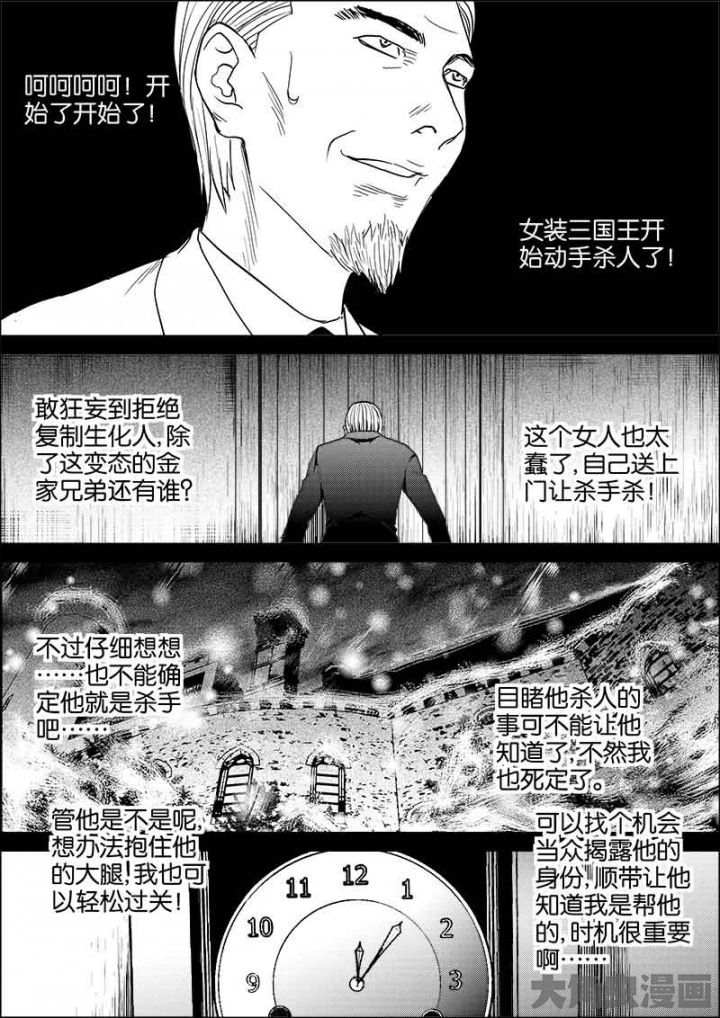 呵呵呵呵！开
始了开始了！
女装三国王开
始动手杀人了！
敢狂妄到拒绝
复制生化人，除
了这变态的金
家兄弟还有谁？
这个女人也太
蠢了，自己送上
门让杀手杀！
不过仔细想想
……也不能确
定他就是杀手
吧……
目睹他杀人的
事可不能让他
知道了，不然我
也死定了。
管他是不是呢，
想办法抱住他
的大腿，我也可
以轻松过关！
可以找个机会
当众揭露他的
身份，顺带让他
知道我是帮他
的，时机很重要
啊……
11
12
1
10
2
9
3
漫画